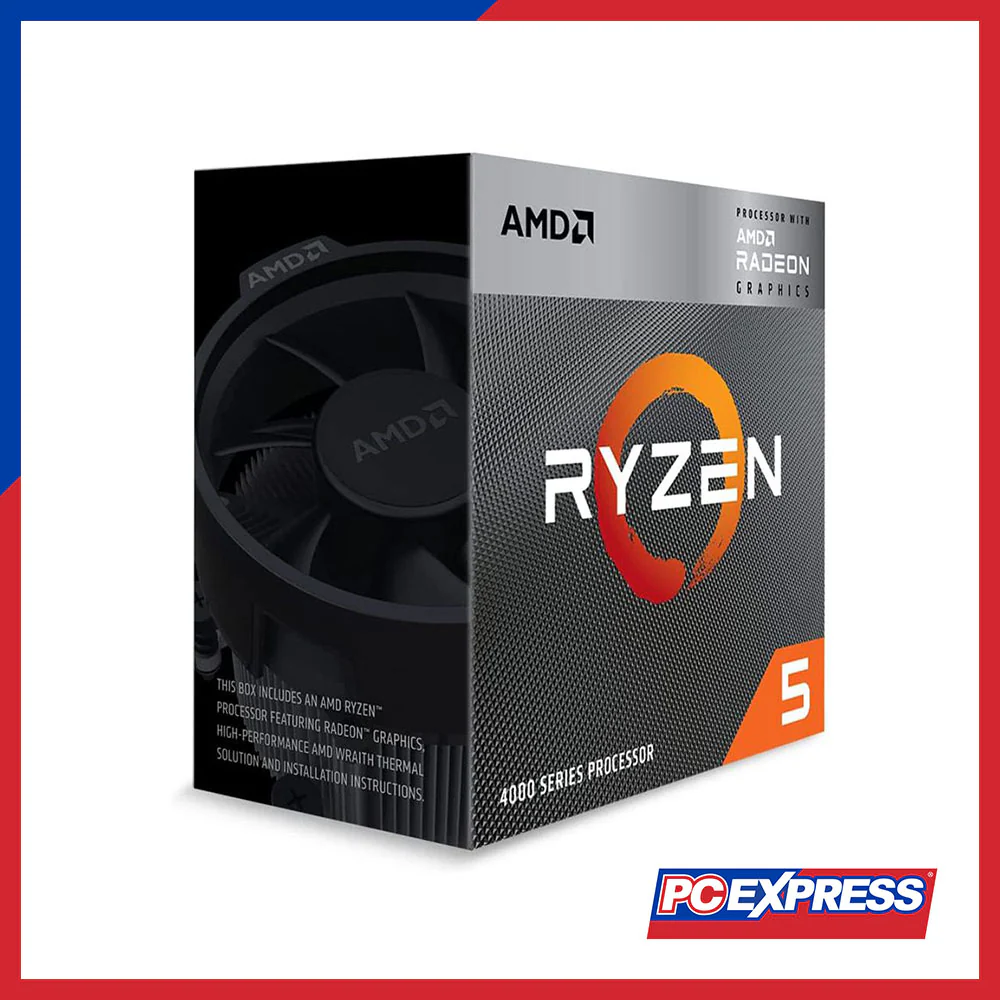 AMD
AMD
THIS BOX INCLUDES AN AMD RYZEN™
PROCESSOR FEATURING RADEON™ GRAPHICS,
HIGH-PERFORMANCE AMD WRAITH THERMAL
SOLUTION AND INSTALLATION INSTRUCTIONS.
AMD
PROCESSOR WITH
AMD
RADEON
GRAPHICS
RYZEN
5
4000 SERIES PROCESSOR
PCEXPRESS®